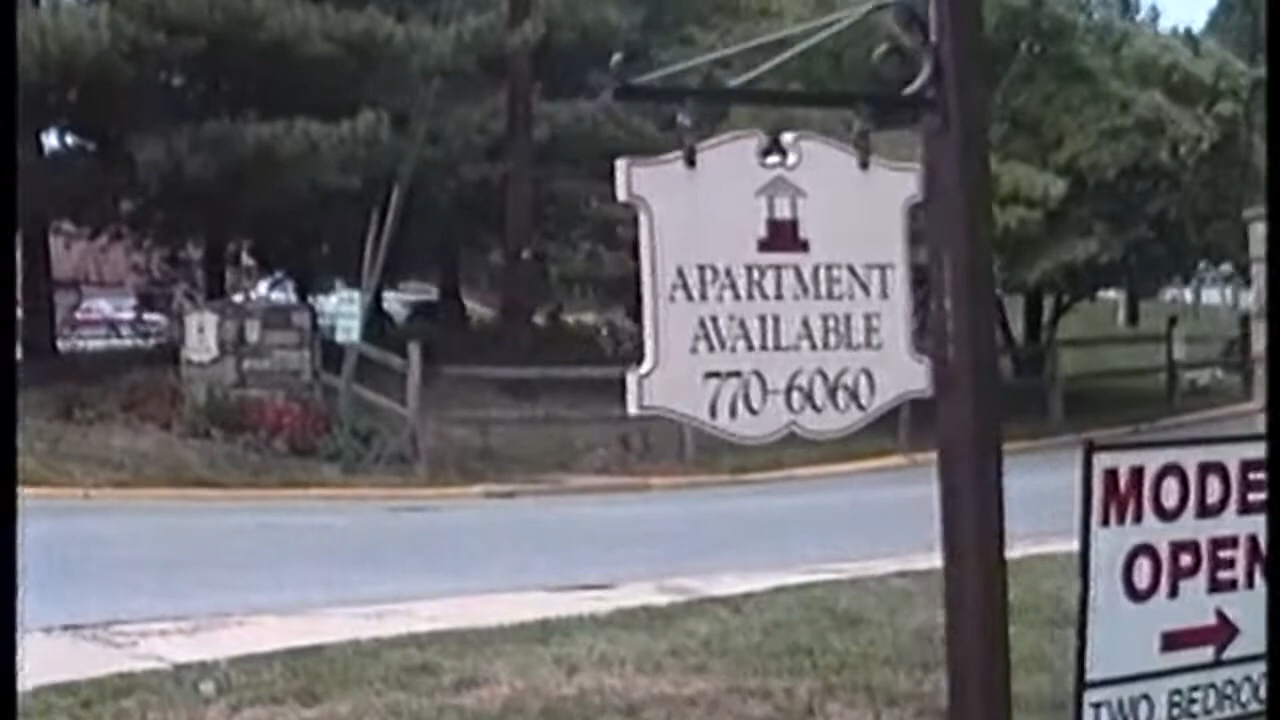 APARTMENT
AVAILABLE
770-6060
MODE
OPEN
TWO BEDROO